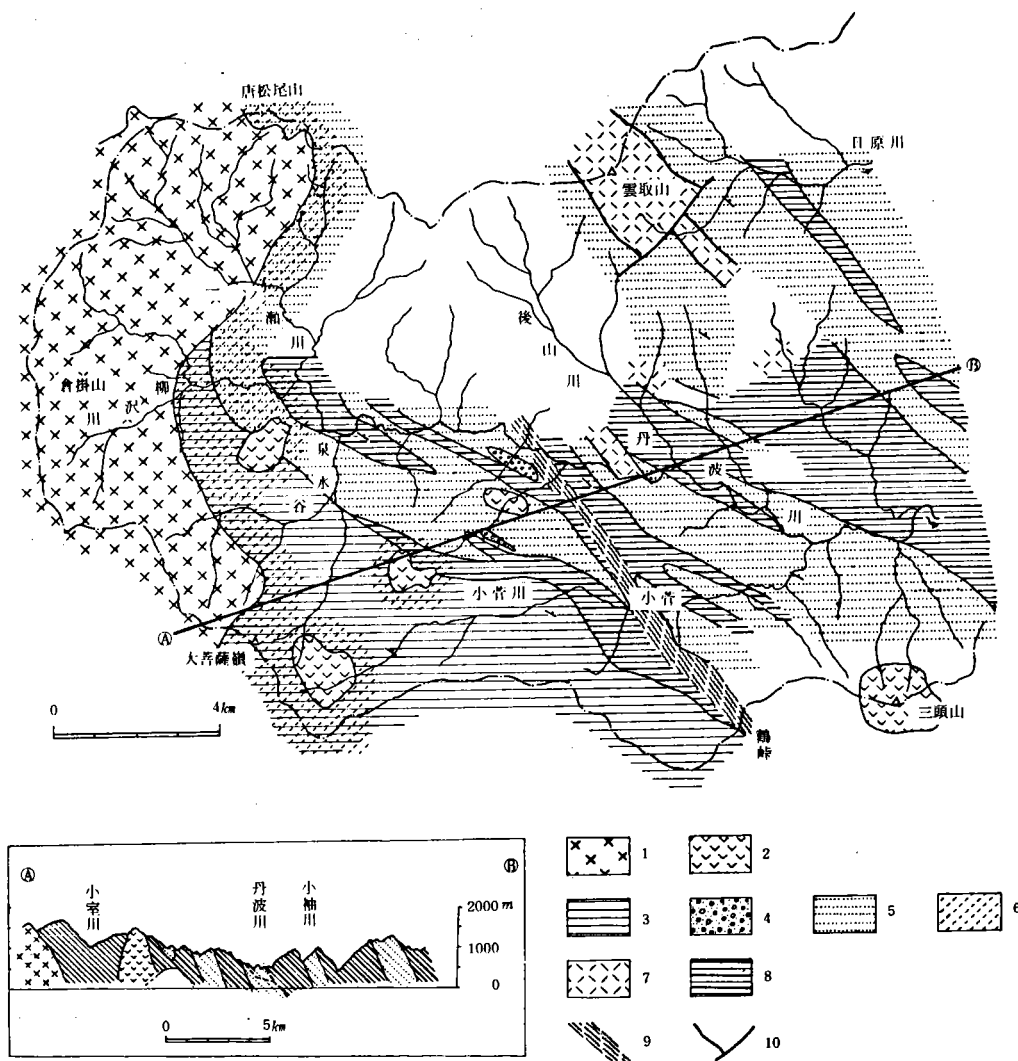 唐松尾山
日原川
雲取山
一瀬川
後山川
倉掛山
柳沢川
Ⓑ
丹波川
泉水谷
小菅川
小菅
Ⓐ
大菩薩嶺
0 4km
三頭山
鶴峠
Ⓐ Ⓑ
小室川
丹波川
小袖川
2000m
1000
0
0 5km
1 2
3 4 5 6
7 8
9 10